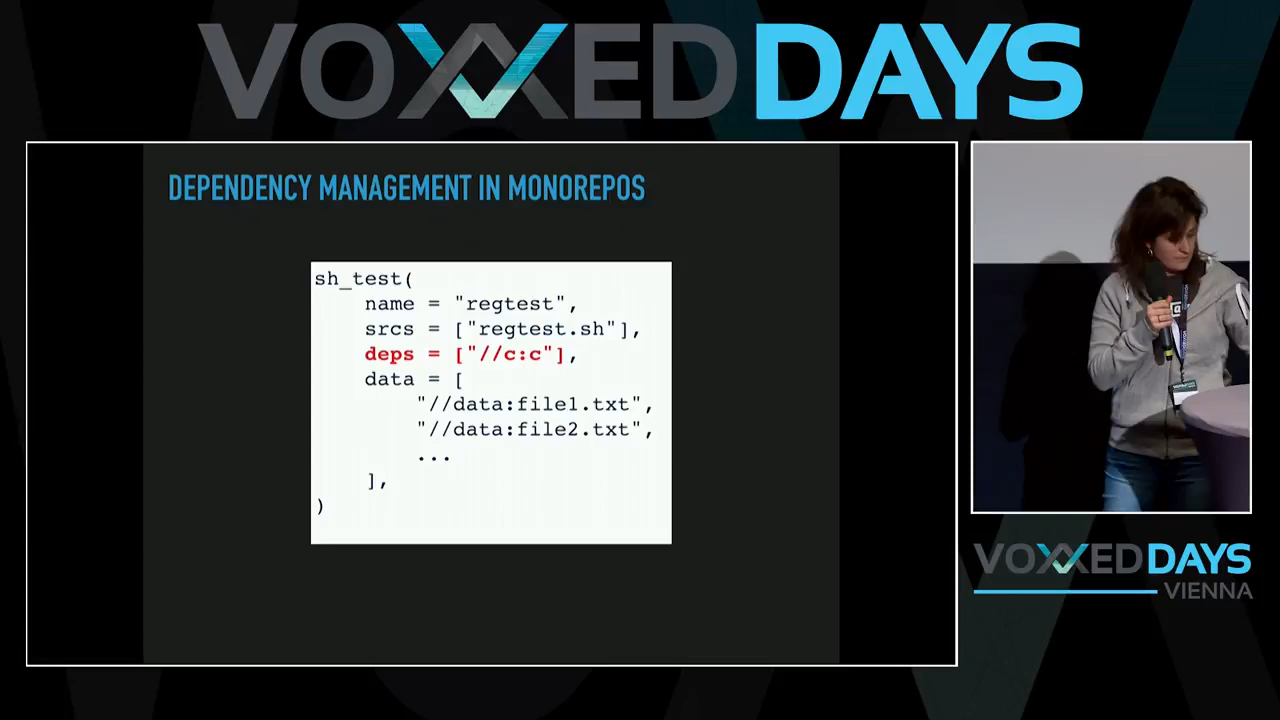 VOXXED DAYS
DEPENDENCY MANAGEMENT IN MONOREPOS
sh_test(
name = "regtest",
srcs = ["regtest.sh"],
deps = ["//c:c"],
data = [
"//data:file1.txt",
"//data:file2.txt",
...
],
)
VOXXED DAYS
VIENNA